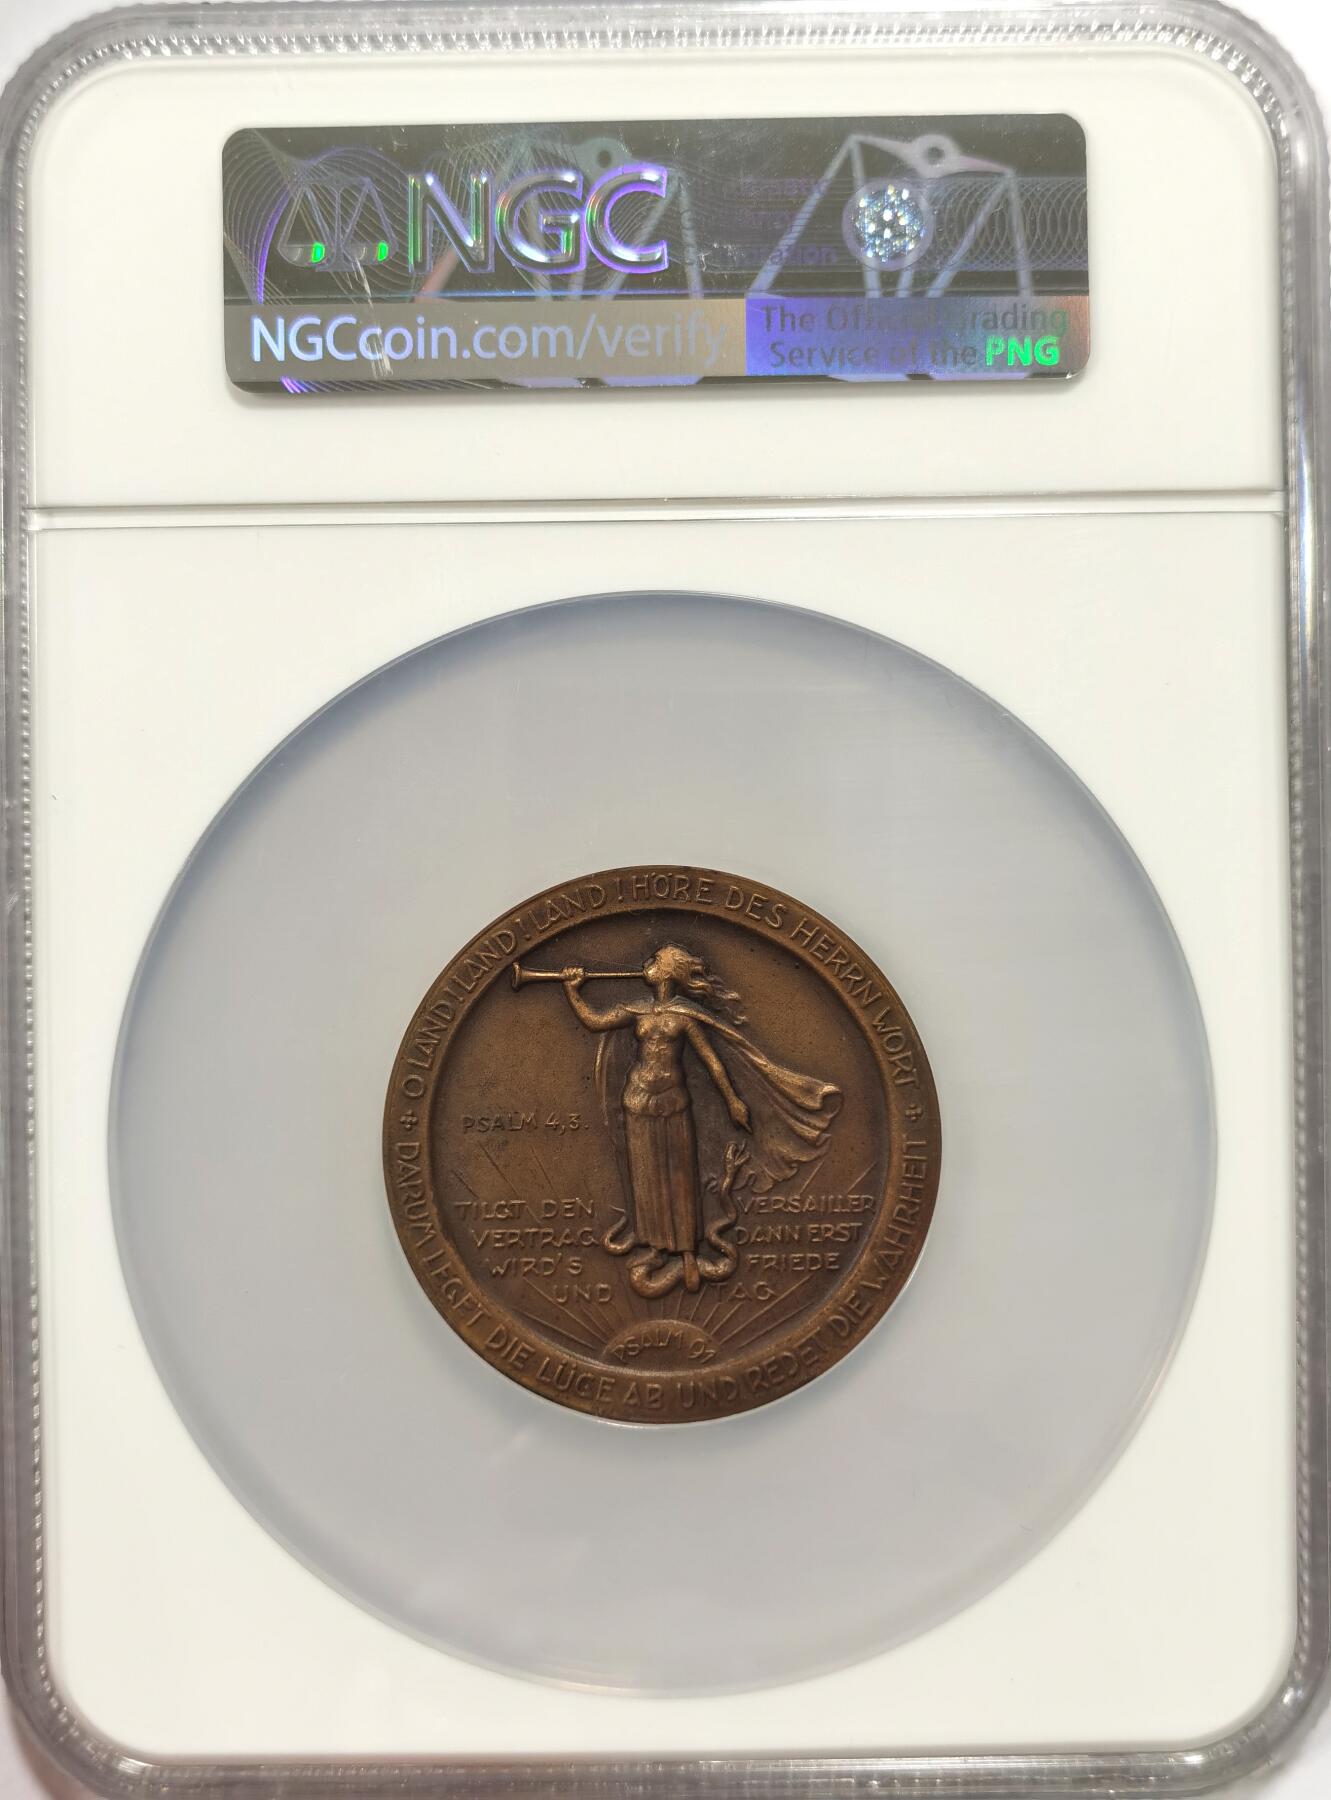 NGC
NGCcoin.com/verify
The Official Grading
Service of the PNG
O LAND! LAND! LAND! HÖRE DES HERRN WORT
PSALM 4,3.
TILGT DEN VERSAILLER
VERTRAG DANN ERST
WIRD'S FRIEDE
UND TAG
PSALM 97
DARUM LEGET DIE LÜGE AB UND REDET DIE WAHRHEIT